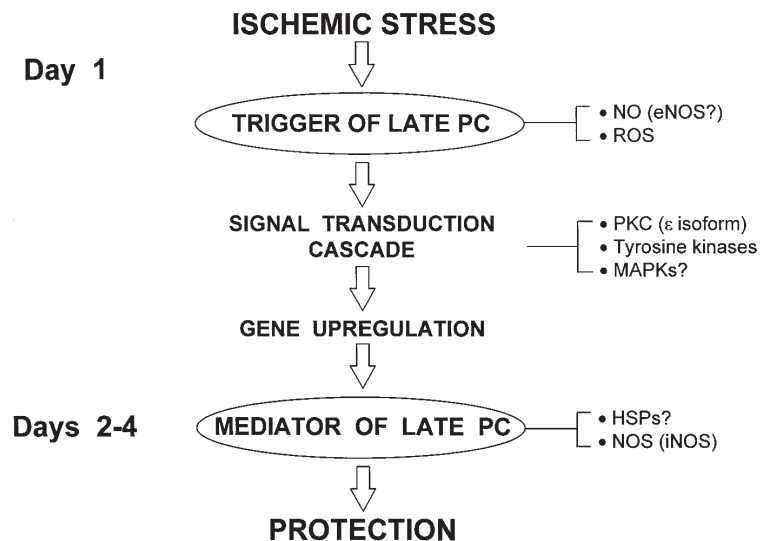 ISCHEMIC STRESS
Day 1
TRIGGER OF LATE PC
• NO (eNOS?)
• ROS
SIGNAL TRANSDUCTION
CASCADE
• PKC (ε isoform)
• Tyrosine kinases
• MAPKs?
GENE UPREGULATION
Days 2-4
MEDIATOR OF LATE PC
• HSPs?
• NOS (iNOS)
PROTECTION